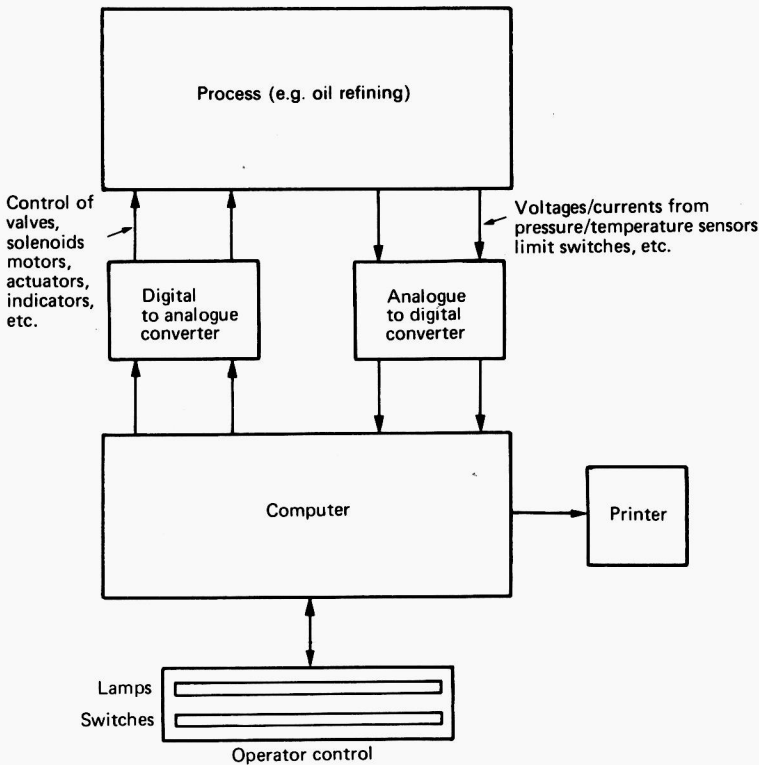 Process (e.g. oil refining)
Control of
valves,
solenoids
motors,
actuators,
indicators,
etc.
Voltages/currents from
pressure/temperature sensors
limit switches, etc.
Digital
to analogue
converter
Analogue
to digital
converter
Computer
Printer
Lamps
Switches
Operator control